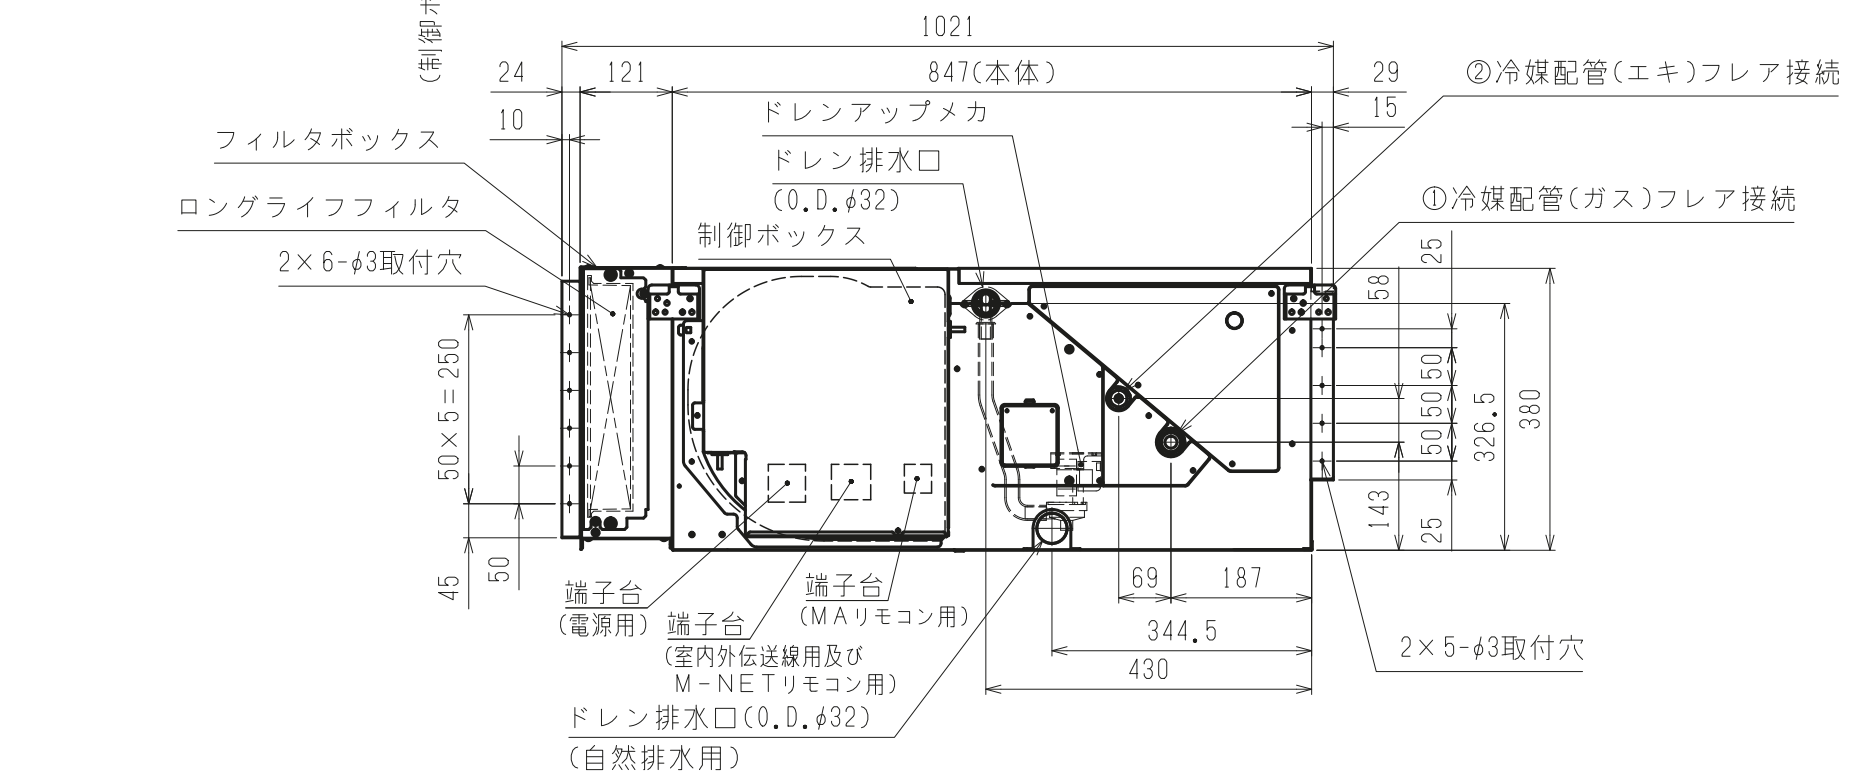 (制御ボ
1021
24
121
847(本体)
29
②冷媒配管(エキ)フレア接続
10
ドレンアップメカ
15
フィルタボックス
ドレン排水口
(O.D.φ32)
①冷媒配管(ガス)フレア接続
ロングライフフィルタ
制御ボックス
2×6-φ3取付穴
25
58
50×5=250
50
50
50
326.5
380
143
25
45
50
69
187
端子台
(電源用)
端子台
(MAリモコン用)
端子台
(室内外伝送線用及び
M-NETリモコン用)
344.5
2×5-φ3取付穴
430
ドレン排水口(O.D.φ32)
(自然排水用)